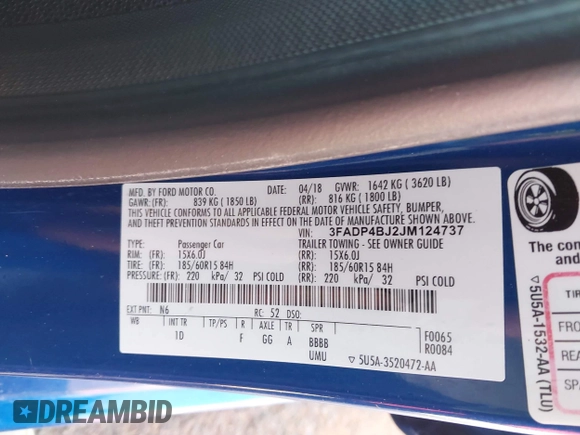 MFD. BY FORD MOTOR CO.
04/18 GVWR: 1642 KG ( 3620 LB)
GAWR:(FR): 839 KG ( 1850 LB) (RR): 816 KG ( 1800 LB)
THIS VEHICLE CONFORMS TO ALL APPLICABLE FEDERAL MOTOR VEHICLE SAFETY, BUMPER,
AND THEFT PREVENTION STANDARDS IN EFFECT ON THE DATE OF
MANUFACTURE SHOWN ABOVE.
VIN: 3FADP4BJ2JM124737
TYPE: Passenger Car TRAILER TOWING - SEE OWNER GUIDE
RIM: (FR): 15X6.0J (RR): 15X6.0J
TIRE: (FR): 185/60R15 84H (RR): 185/60R15 84H
PRESSURE: (FR): 220 kPa/ 32 PSI COLD (RR): 220 kPa/ 32 PSI COLD
EXT PNT: N6 RC: 52 DSO:
WB INT TR TP/PS R AXLE TR SPR
1D F GG A BBBB
UMU
F0065
R0084
▽5U5A-3520472-AA
The con
for
TIRE
FRO
REA
SPA
▽5U5A-1532-AA (TLU)
DREAMBID